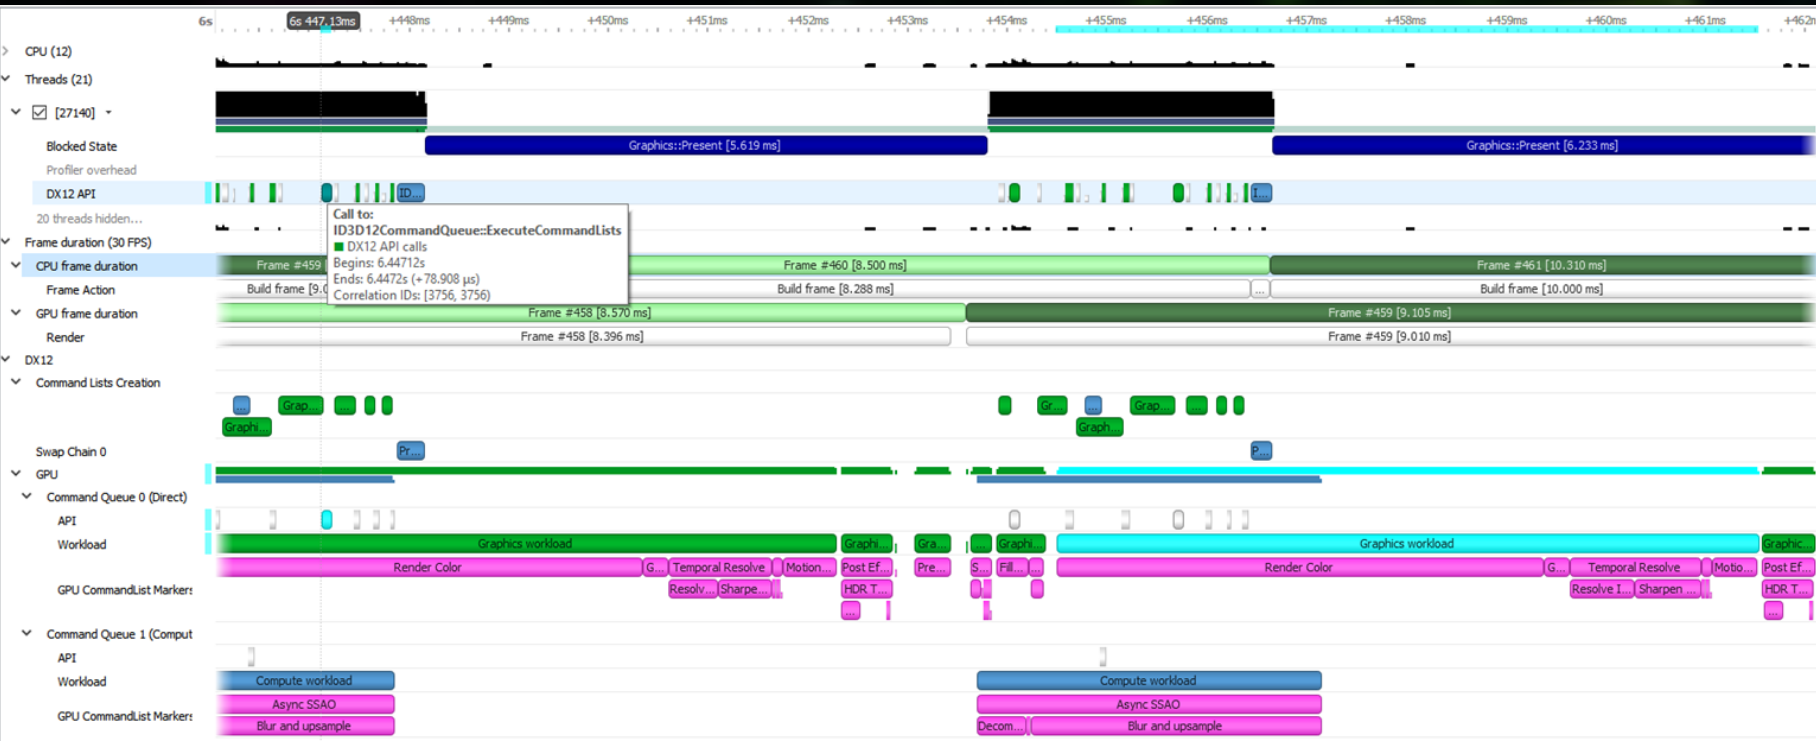 6s 6s 447.13ms +448ms +449ms +450ms +451ms +452ms +453ms +454ms +455ms +456ms +457ms +458ms +459ms +460ms +461ms +462m
CPU (12)
Threads (21)
[27140]
Blocked State Graphics::Present [5.619 ms] Graphics::Present [6.233 ms]
Profiler overhead
DX12 API ID... I...
20 threads hidden...
Call to:
ID3D12CommandQueue::ExecuteCommandLists
DX12 API calls
Begins: 6.44712s
Ends: 6.4472s (+78.908 µs)
Correlation IDs: [3756, 3756)
Frame duration (30 FPS)
CPU frame duration Frame #459 Frame #460 [8.500 ms] Frame #461 [10.310 ms]
Frame Action Build frame [9.0 Build frame [8.288 ms] ... Build frame [10.000 ms]
GPU frame duration Frame #458 [8.570 ms] Frame #459 [9.105 ms]
Render Frame #458 [8.396 ms] Frame #459 [9.010 ms]
DX12
Command Lists Creation
... Grap... ... Gr... ... Grap... ...
Graphi... Graph...
Swap Chain 0 Pr... P...
GPU
Command Queue 0 (Direct)
API
Workload Graphics workload Graphi... Gra... ... Graphi... Graphics workload Graphic...
Render Color G... Temporal Resolve Motion... Post Ef... Pre... S... Fill... ... Render Color G... Temporal Resolve Motio... Post Ef...
GPU CommandList Markers Resolv... Sharpe... HDR T... Resolve I... Sharpen ... HDR T...
... ...
Command Queue 1 (Comput
API
Workload Compute workload Compute workload
Async SSAO Async SSAO
GPU CommandList Markers Blur and upsample Decom... Blur and upsample